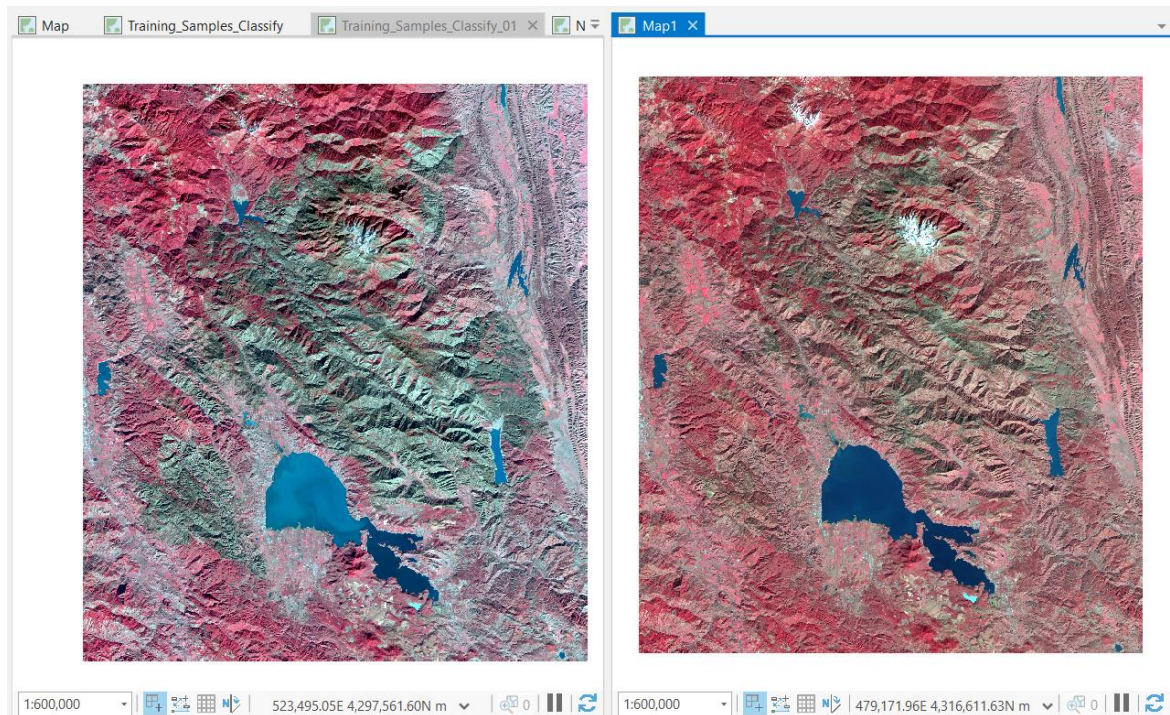 Map Training_Samples_Classify Training_Samples_Classify_01 N Map1
1:600,000 523,495.05E 4,297,561.60N m 0 1:600,000 479,171.96E 4,316,611.63N m 0